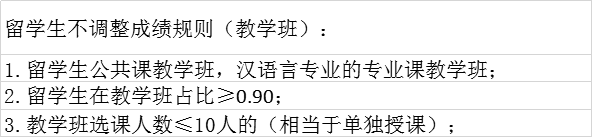 留学生不调整成绩规则（教学班）：
1.留学生公共课教学班，汉语言专业的专业课教学班；
2.留学生在教学班占比≥0.90；
3.教学班选课人数≤10人的（相当于单独授课）；